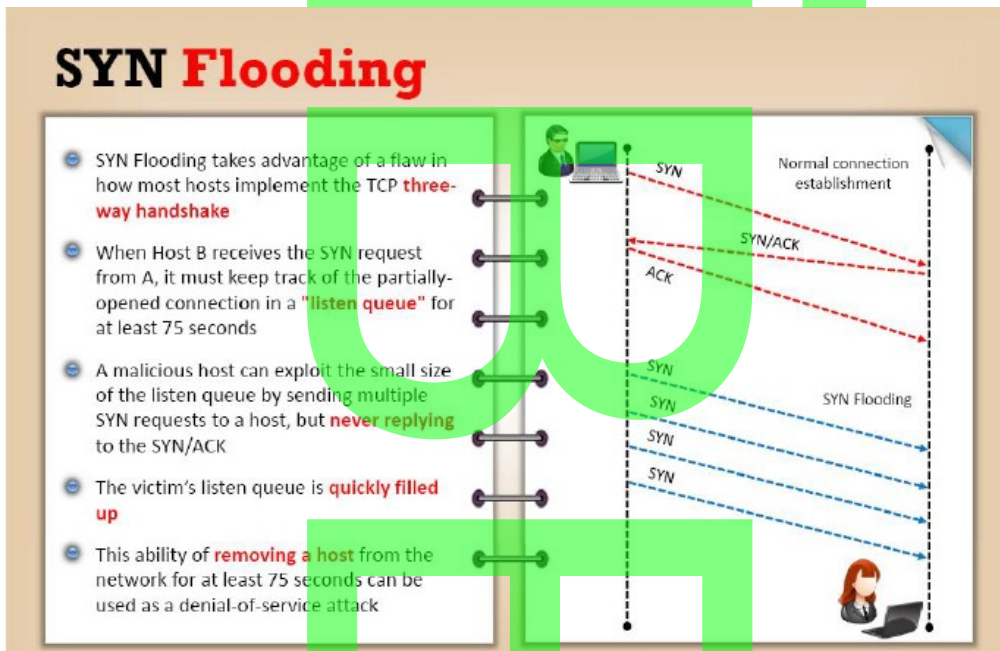 SYN Flooding
SYN Flooding takes advantage of a flaw in
how most hosts implement the TCP three-
way handshake
When Host B receives the SYN request
from A, it must keep track of the partially-
opened connection in a "listen queue" for
at least 75 seconds
A malicious host can exploit the small size
of the listen queue by sending multiple
SYN requests to a host, but never replying
to the SYN/ACK
The victim's listen queue is quickly filled
up
This ability of removing a host from the
network for at least 75 seconds can be
used as a denial-of-service attack
Normal connection
establishment
SYN
SYN/ACK
ACK
SYN Flooding
SYN
SYN
SYN
SYN